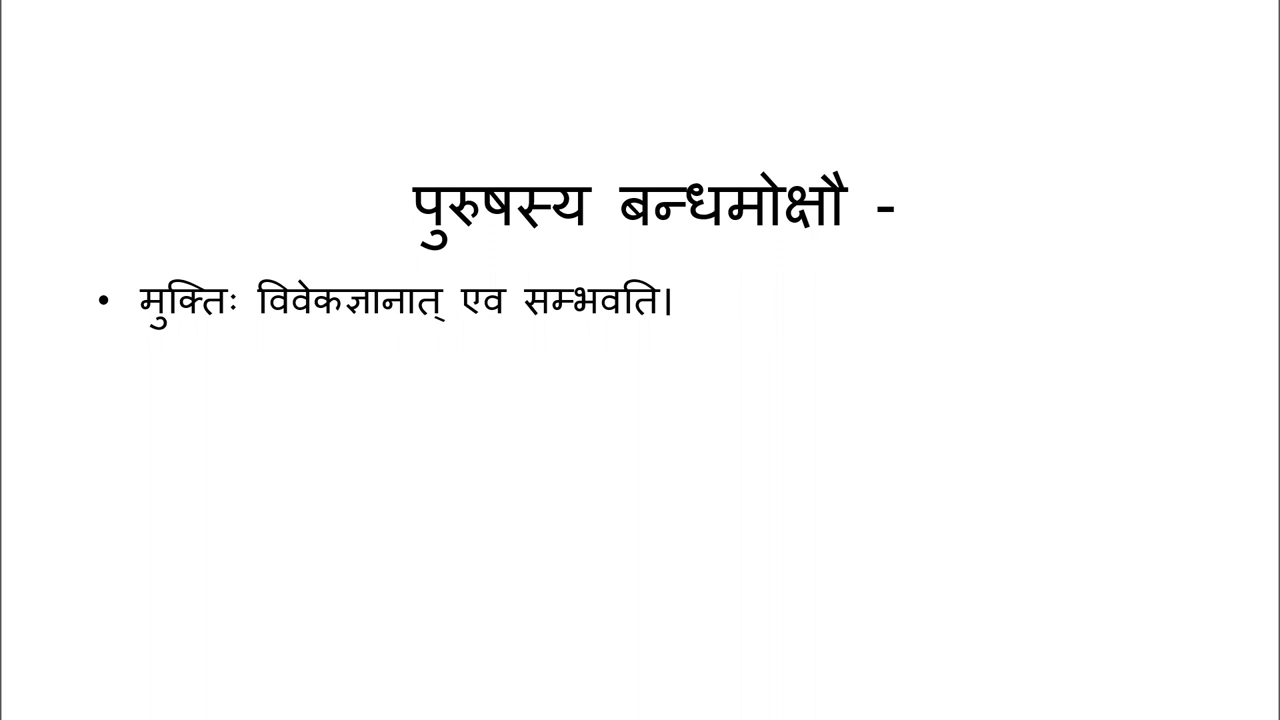 पुरुषस्य बन्धमोक्षौ -
• मुक्तिः विवेकज्ञानात् एव सम्भवति।